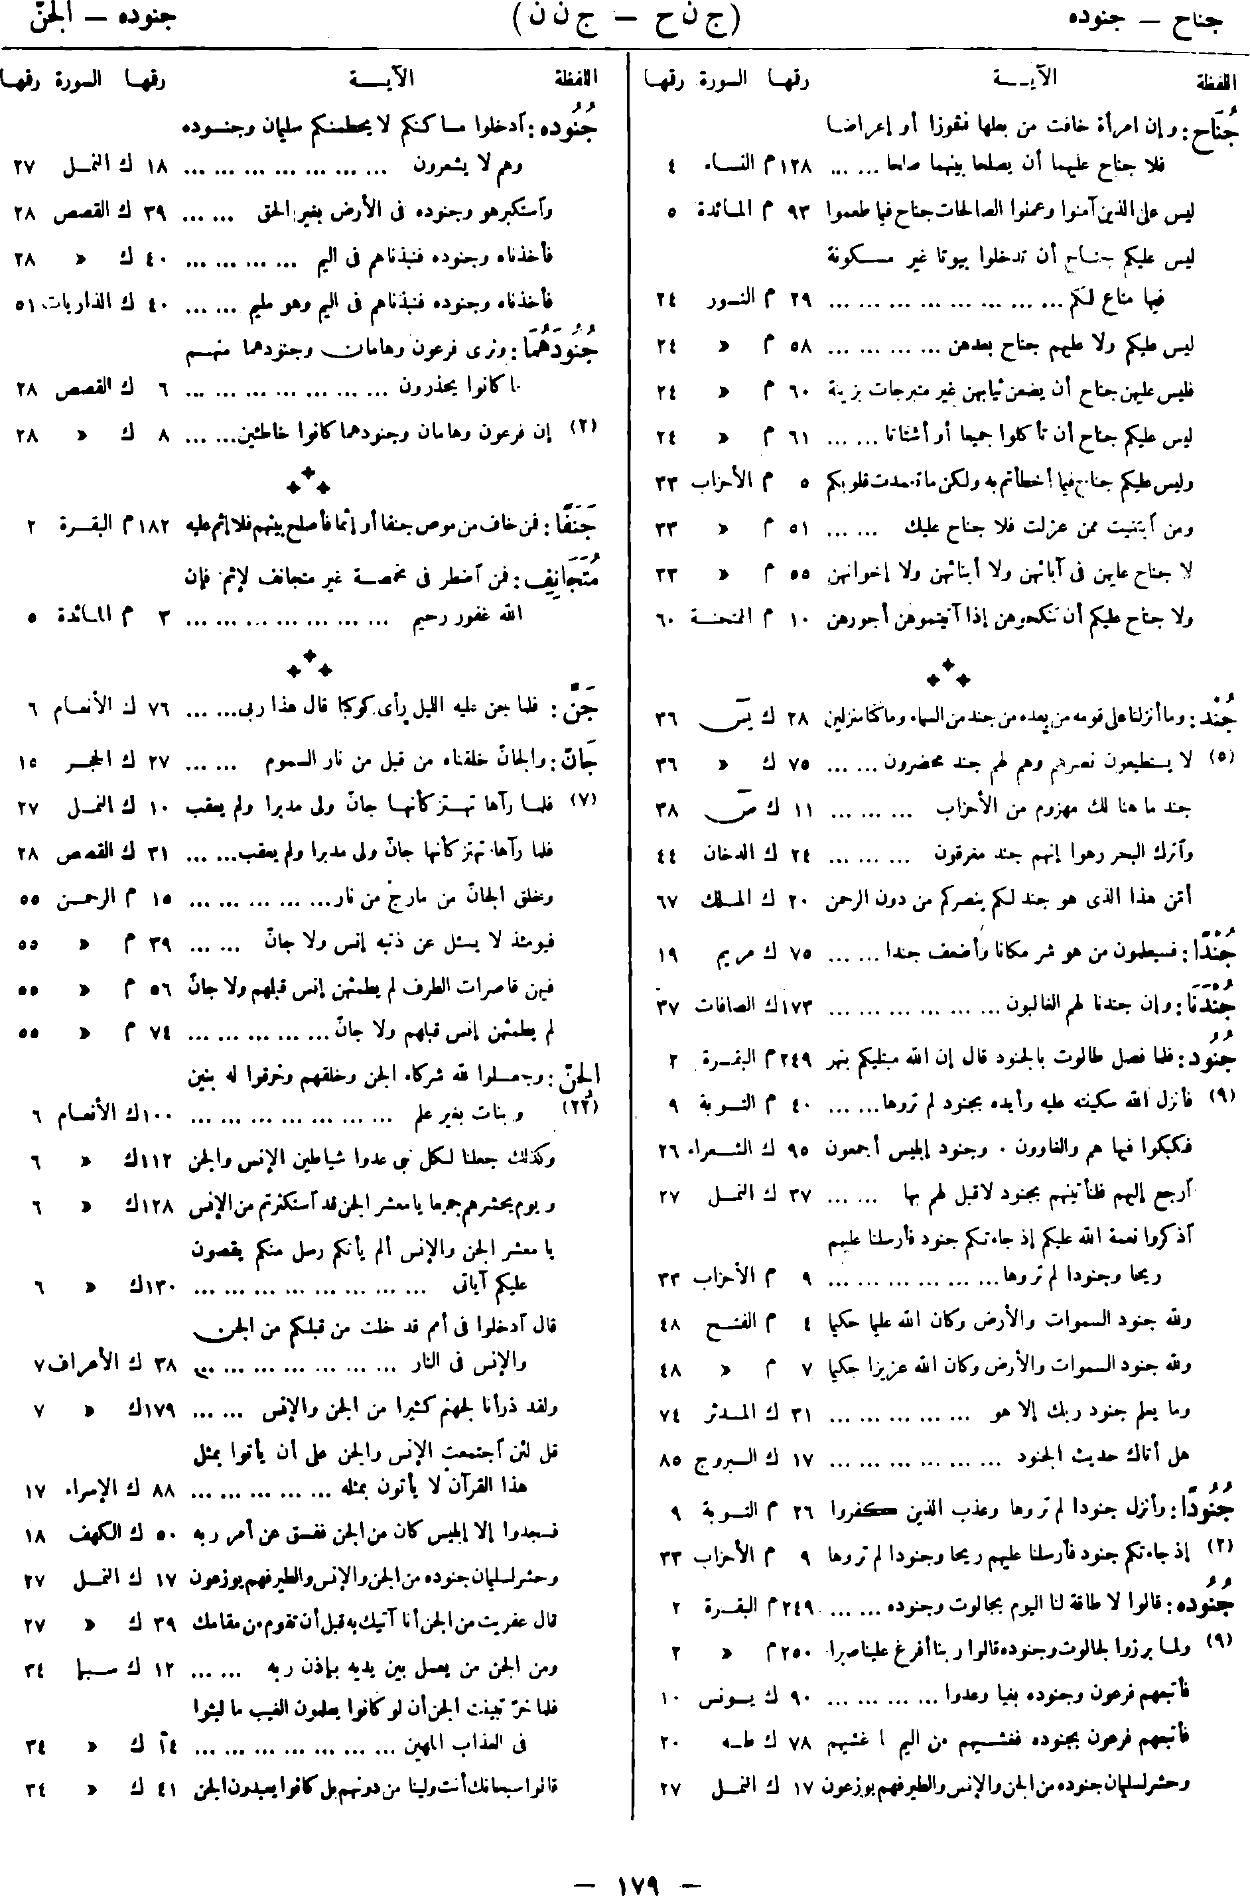 جناح — جنوده (ج ن ح — ج ن ن) جنوده — الجنّ
اللفظة الآيــة رقمها السورة رقمها
جُنَاح: وإن امرأة خافت من بعلها نشوزا أو إعراضا
فلا جناح عليهما أن يصلحا بينهما صلحا ... ... ١٢٨ م النساء ٤
ليس على الذين آمنوا وعملوا الصالحات جناح فيما طعموا ٩٣ م المائدة ٥
ليس عليكم جناح أن تدخلوا بيوتا غير مسكونة
فيها متاع لكم ... ... ... ... ... ... ... ... ٢٩ م النور ٢٤
ليس عليكم ولا عليهم جناح بعدهن ... ... ... ... ٥٨ م « ٢٤
فليس عليهن جناح أن يضعن ثيابهن غير متبرجات بزينة ٦٠ م « ٢٤
ليس عليكم جناح أن تأكلوا جميعا أو أشتاتا ... ... ٦١ م « ٢٤
وليس عليكم جناح فيما أخطأتم به ولكن ما تعمدت قلوبكم ٥ م الأحزاب ٣٣
ومن ٱبتغيت ممن عزلت فلا جناح عليك ... ... ٥١ م « ٣٣
لا جناح عليهن فى آبائهن ولا أبنائهن ولا إخوانهن ٥٥ م « ٣٣
ولا جناح عليكم أن تنكحوهن إذا آتيتموهن أجورهن ١٠ م الممتحنة ٦٠
جُنْد: وما أنزلنا على قومه من بعده من جند من السماء وما كنا منزلين ٢٨ ك يسٓ ٣٦
(٥) لا يستطيعون نصرهم وهم لهم جند محضرون ... ... ٧٥ ك « ٣٦
جند ما هنا لك مهزوم من الأحزاب ... ... ... ١١ ك صٓ ٣٨
وٱترك البحر رهوا إنهم جند مغرقون ... ... ... ٢٤ ك الدخان ٤٤
أمن هذا الذى هو جند لكم ينصركم من دون الرحمن ٢٠ ك الملك ٦٧
جُنْدًا: فسيعلمون من هو شر مكانا وأضعف جندا ... ... ٧٥ ك مريم ١٩
جُنْدَنَا: وإن جندنا لهم الغالبون ... ... ... ... ... ... ١٧٣ك الصافات ٣٧
جُنُود: فلما فصل طالوت بالجنود قال إن الله مبتليكم بنهر ٢٤٩ م البقرة ٢
(٩) فأنزل الله سكينته عليه وأيده بجنود لم تروها ... ... ٤٠ م التوبة ٩
فكبكبوا فيها هم والغاوون . وجنود إبليس أجمعون ٩٥ ك الشعراء ٢٦
ٱرجع إليهم فلنأتينهم بجنود لا قبل لهم بها ... ... ٣٧ ك النمل ٢٧
ٱذكروا نعمة الله عليكم إذ جاءتكم جنود فأرسلنا عليهم
ريحا وجنودا لم تروها ... ... ... ... ... ... ٩ م الأحزاب ٣٣
ولله جنود السموات والأرض وكان الله عليما حكيما ٤ م الفتح ٤٨
ولله جنود السموات والأرض وكان الله عزيزا حكيما ٧ م « ٤٨
وما يعلم جنود ربك إلا هو ... ... ... ... ... ٣١ ك المدثر ٧٤
هل أتاك حديث الجنود ... ... ... ... ... ... ١٧ ك البروج ٨٥
جُنُودًا: وأنزل جنودا لم تروها وعذب الذين كفروا ٢٦ م التوبة ٩
(٢) إذ جاءتكم جنود فأرسلنا عليهم ريحا وجنودا لم تروها ٩ م الأحزاب ٣٣
جُنُوده: قالوا لا طاقة لنا اليوم بجالوت وجنوده ... ... ٢٤٩ م البقرة ٢
(٩) ولما برزوا لجالوت وجنوده قالوا ربنا أفرغ علينا صبرا ٢٥٠ م « ٢
فأتبعهم فرعون وجنوده بغيا وعدوا ... ... ... ... ٩٠ ك يونس ١٠
فأتبعهم فرعون بجنوده فغشيهم من اليم ا غشيهم ٧٨ ك طـه ٢٠
وحشر لسليمان جنوده من الجن والإنس والطير فهم يوزعون ١٧ ك النمل ٢٧
اللفظة الآيــة رقمها السورة رقمها
جُنُوده: ٱدخلوا مساكنكم لا يحطمنكم سليمان وجنوده
وهم لا يشعرون ... ... ... ... ... ... ... ١٨ ك النمل ٢٧
وٱستكبر هو وجنوده فى الأرض بغير الحق ... ... ٣٩ ك القصص ٢٨
فأخذناه وجنوده فنبذناهم فى اليم ... ... ... ... ٤٠ ك « ٢٨
فأخذناه وجنوده فنبذناهم فى اليم وهو مليم ... ... ٤٠ ك الذاريات ٥١
جُنُودَهُمَا: ونرى فرعون وهامان وجنودهما منهم
ما كانوا يحذرون ... ... ... ... ... ... ... ٦ ك القصص ٢٨
(٢) إن فرعون وهامان وجنودهما كانوا خاطئين ... ... ٨ ك « ٢٨
جَنَفًا: فمن خاف من موص جنفا أو إثما فأصلح بينهم فلا إثم عليه ١٨٢ م البقرة ٢
مُتَجَانِفٍ: فمن ٱضطر فى مخمصة غير متجانف لإثم فإن
الله غفور رحيم ... ... ... ... ... ... ... ٣ م المائدة ٥
جَنَّ: فلما جن عليه الليل رأى كوكبا قال هذا ربى ... ... ٧٦ ك الأنعام ٦
جَانّ: والجانّ خلقناه من قبل من نار السموم ... ... ٢٧ ك الحجر ١٥
(٧) فلما رآها تهتز كأنها جانّ ولى مدبرا ولم يعقب ١٠ ك النمل ٢٧
فلما رآها تهتز كأنها جانّ ولى مدبرا ولم يعقب ... ... ٣١ ك القصص ٢٨
وخلق الجانّ من مارج من نار ... ... ... ... ... ١٥ م الرحمن ٥٥
فيومئذ لا يسئل عن ذنبه إنس ولا جانّ ... ... ٣٩ م « ٥٥
فيهن قاصرات الطرف لم يطمثهن إنس قبلهم ولا جانّ ٥٦ م « ٥٥
لم يطمثهن إنس قبلهم ولا جانّ ... ... ... ... ... ٧٤ م « ٥٥
الجنّ: وجعلوا لله شركاء الجن وخلقهم وخرقوا له بنين
(٢٢) وبنات بغير علم ... ... ... ... ... ... ... ١٠٠ك الأنعام ٦
وكذلك جعلنا لكل نبى عدوا شياطين الإنس والجن ١١٢ك « ٦
ويوم يحشرهم جميعا يا معشر الجن قد ٱستكثرتم من الإنس ١٢٨ك « ٦
يا معشر الجن والإنس ألم يأتكم رسل منكم يقصون
عليكم آياتى ... ... ... ... ... ... ... ... ١٣٠ك « ٦
قال ٱدخلوا فى أمم قد خلت من قبلكم من الجن
والإنس فى النار ... ... ... ... ... ... ... ٣٨ ك الأعراف ٧
ولقد ذرأنا لجهنم كثيرا من الجن والإنس ... ... ١٧٩ك « ٧
قل لئن ٱجتمعت الإنس والجن على أن يأتوا بمثل
هذا القرآن لا يأتون بمثله ... ... ... ... ... ٨٨ ك الإسراء ١٧
فسجدوا إلا إبليس كان من الجن ففسق عن أمر ربه ٥٠ ك الكهف ١٨
وحشر لسليمان جنوده من الجن والإنس والطير فهم يوزعون ١٧ ك النمل ٢٧
قال عفريت من الجن أنا آتيك به قبل أن تقوم من مقامك ٣٩ ك « ٢٧
ومن الجن من يعمل بين يديه بإذن ربه ... ... ١٢ ك سبإ ٣٤
فلما خرّ تبينت الجن أن لو كانوا يعلمون الغيب ما لبثوا
فى العذاب المهين ... ... ... ... ... ... ... ١٤ ك « ٣٤
قالوا سبحانك أنت ولينا من دونهم بل كانوا يعبدون الجن ٤١ ك « ٣٤
— ١٧٩ —